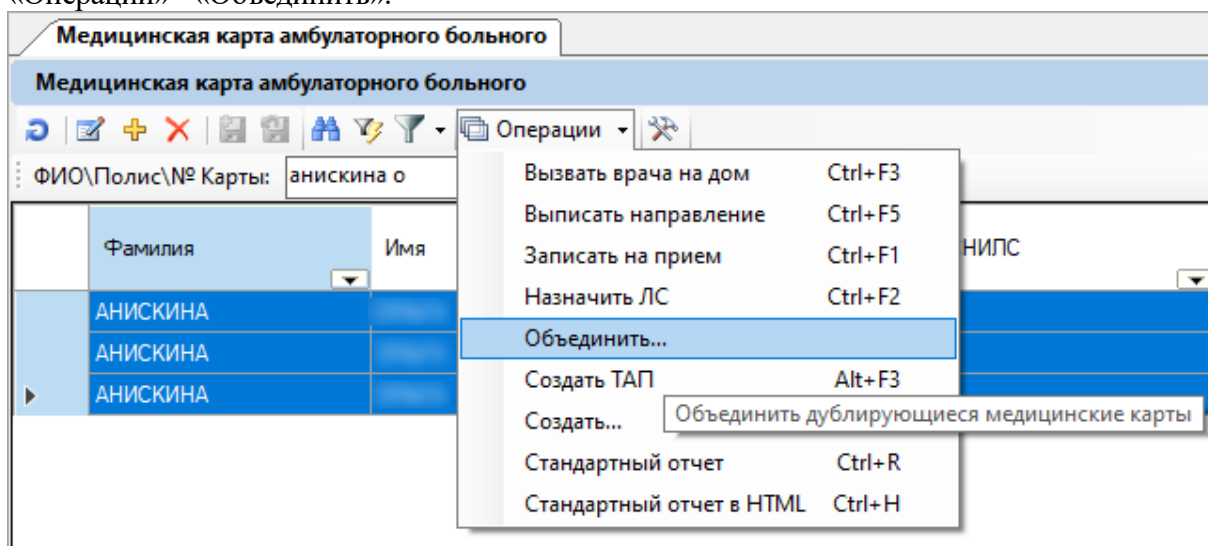 «Операции» «Объединить».
Медицинская карта амбулаторного больного
Медицинская карта амбулаторного больного
Операции
ФИО\Полис\№ Карты: анискина о
Вызвать врача на дом Ctrl+F3
Выписать направление Ctrl+F5
Фамилия Имя НИЛС
Записать на прием Ctrl+F1
Назначить ЛС Ctrl+F2
АНИСКИНА
Объединить...
АНИСКИНА
Создать ТАП Alt+F3
АНИСКИНА
Создать...
Объединить дублирующиеся медицинские карты
Стандартный отчет Ctrl+R
Стандартный отчет в HTML Ctrl+H